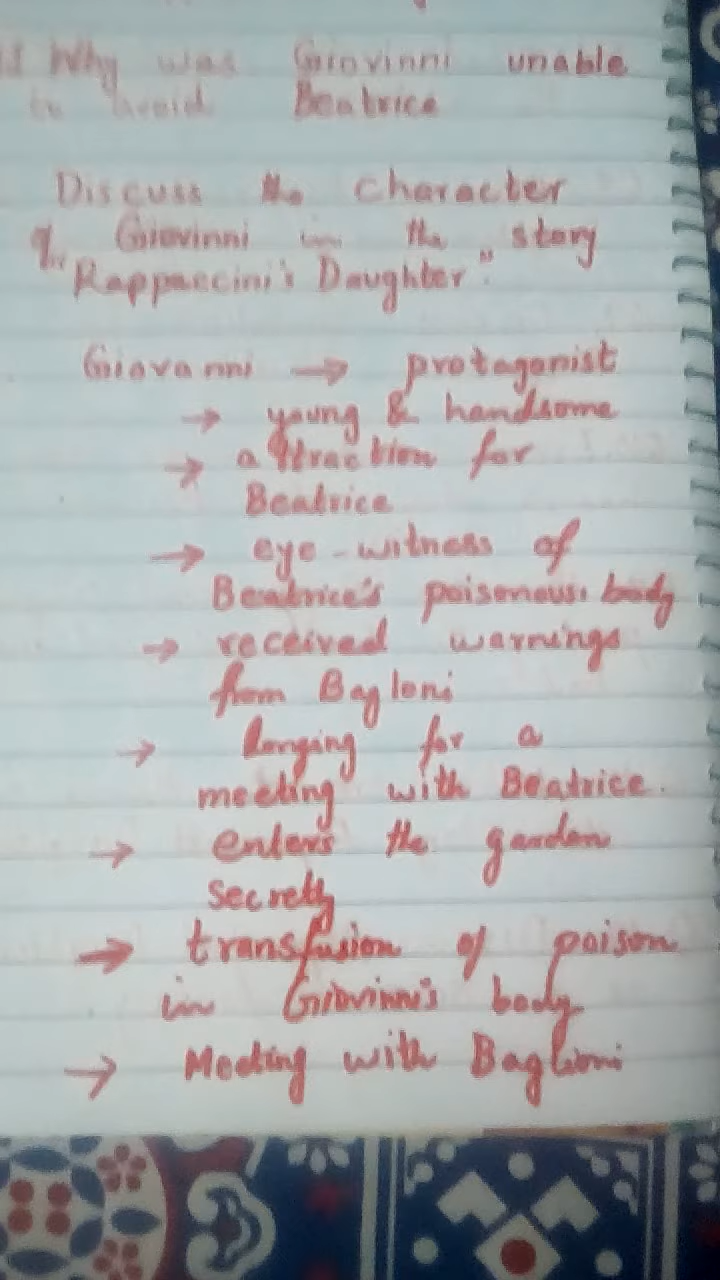 Why was Giovinni unable
to avoid Beatrice
Discuss the character
of Giovinni in the story
"Rappaccini's Daughter".
Giovanni → protagonist
→ young & handsome
→ attraction for
Beatrice
→ eye-witness of
Beatrice's poisonous body
→ received warnings
from Bagloni
→ longing for a
meeting with Beatrice.
→ enters the garden
secretly
→ transfusion of poison
in Giovinni's body
→ Meeting with Baglioni